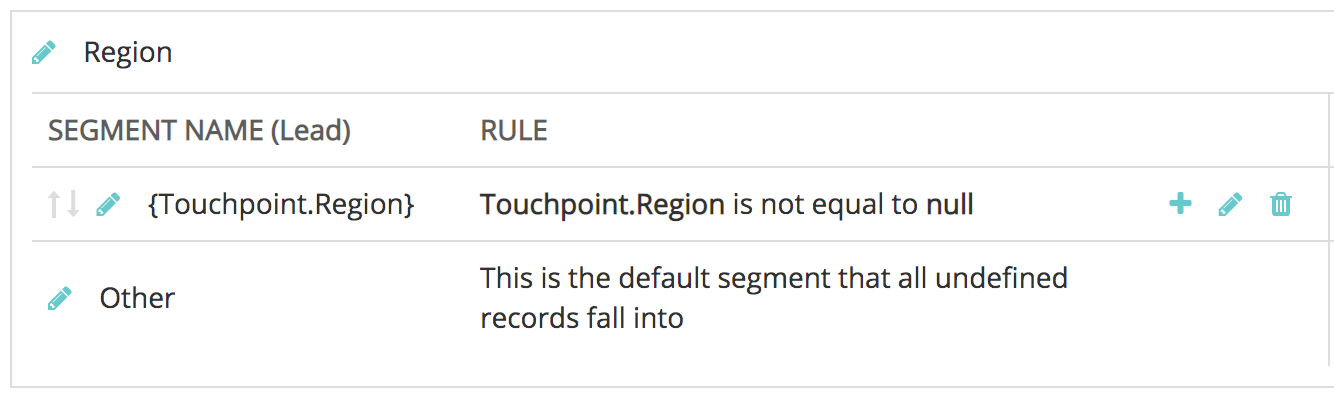 Region
SEGMENT NAME (Lead) RULE
{Touchpoint.Region} Touchpoint.Region is not equal to null
Other
This is the default segment that all undefined
records fall into